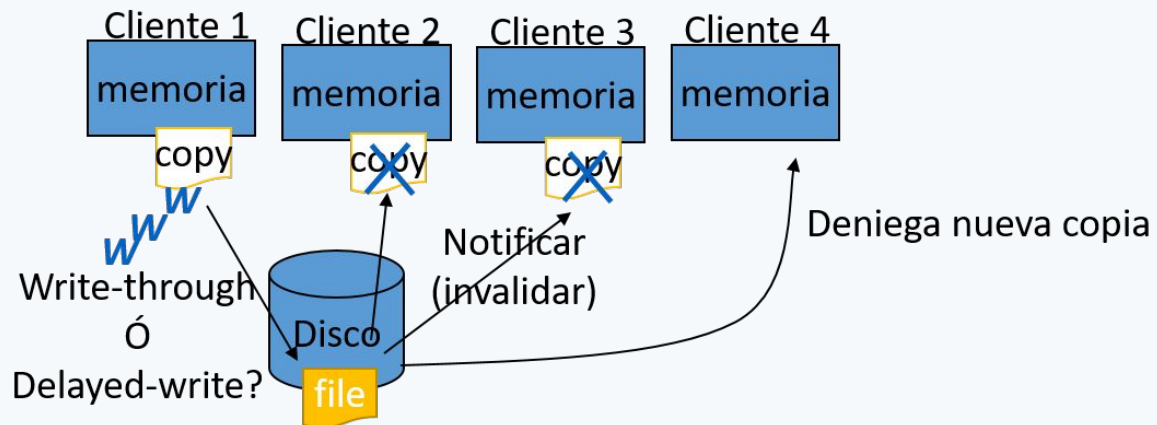 Cliente 1
Cliente 2
Cliente 3
Cliente 4
memoria
memoria
memoria
memoria
copy
copy
copy
W
W
W
Write-through
Ó
Delayed-write?
Disco
file
Notificar
(invalidar)
Deniega nueva copia